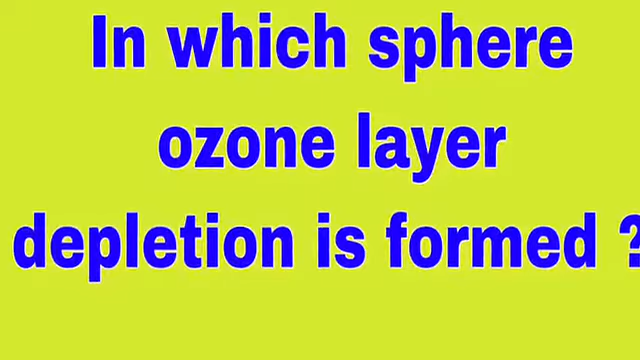 In which sphere
ozone layer
depletion is formed ?